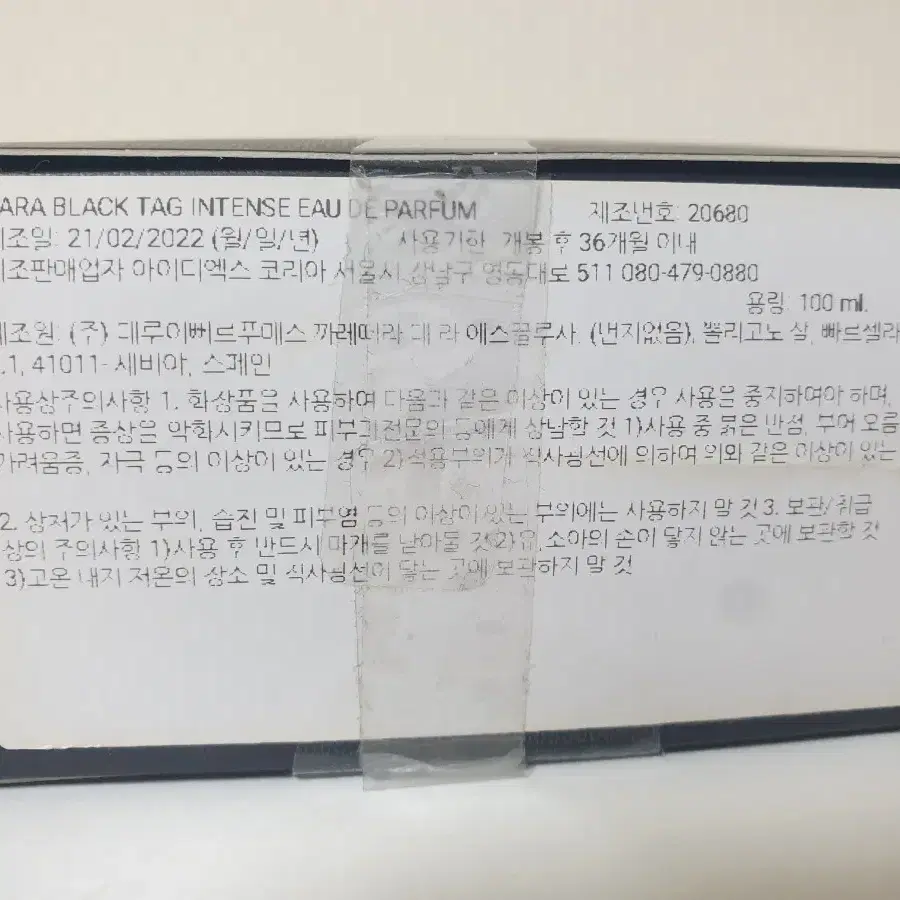 ARA BLACK TAG INTENSE EAU DE PARFUM 제조번호: 20680
조일: 21/02/2022 (월/일/년) 사용기한: 개봉 후 36개월 이내
조판매업자 아이디엑스 코리아 서울시 강남구 영동대로 511 080-479-0880
용량: 100 ml.
조원: (주) 데루이뻬르푸메스 까레떼라 데 라 에스끌루사, (번지없음), 뽈리고노 살, 빠르셀라
.1, 41011- 세비아, 스페인
사용상주의사항 1. 화상품을 사용하여 다음과 같은 이상이 있는 경우 사용을 중지하여야 하며,
사용하면 증상을 악화시키므로 피부과전문의 등에게 상담할 것 1)사용 중 붉은 반점, 부어 오름
가려움증, 자극 등의 이상이 있는 경우 2)적용부위가 직사광선에 의하여 위와 같은 이상이 있는
2. 상처가 있는 부위, 습진 및 피부염 등의 이상이 있는 부위에는 사용하지 말 것 3. 보관/취급
상의 주의사항 1)사용 후 반드시 마개를 닫아둘 것 2)유.소아의 손이 닿지 않는 곳에 보관할 것
3)고온 내지 저온의 장소 및 직사광선이 닿는 곳에 보관하지 말 것